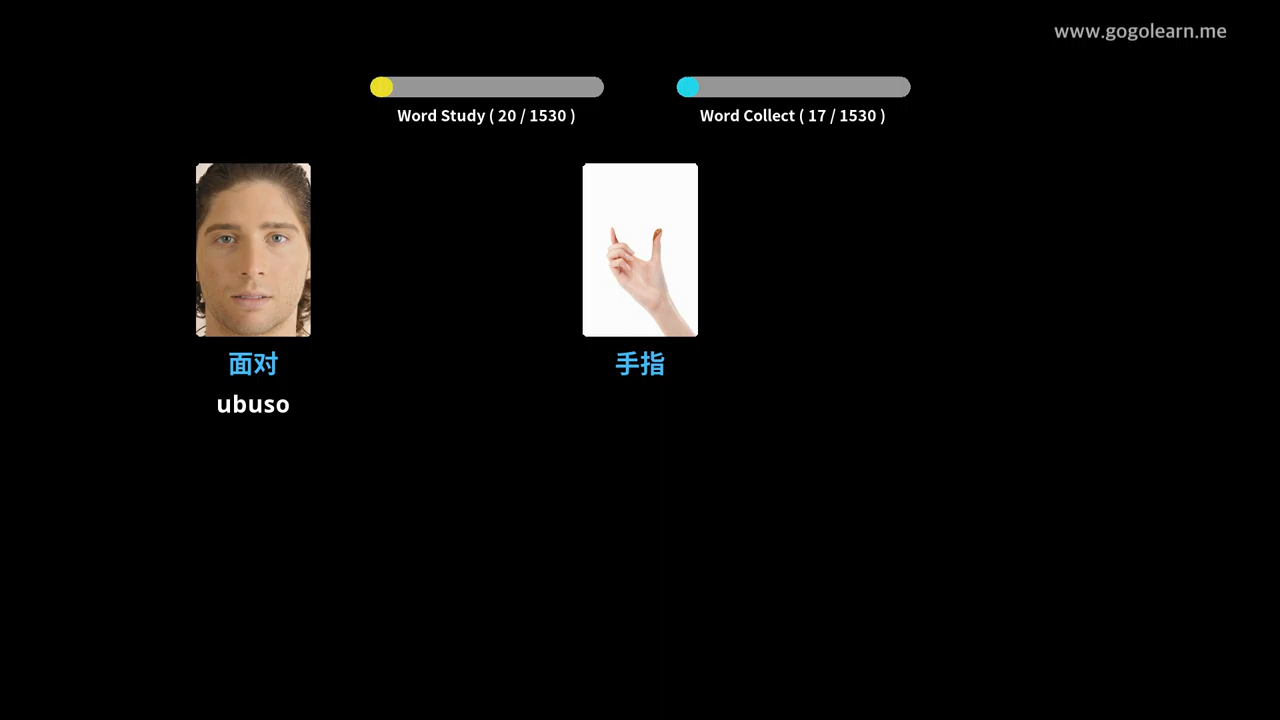 www.gogolearn.me
Word Study ( 20 / 1530 )
Word Collect ( 17 / 1530 )
面对
手指
ubuso